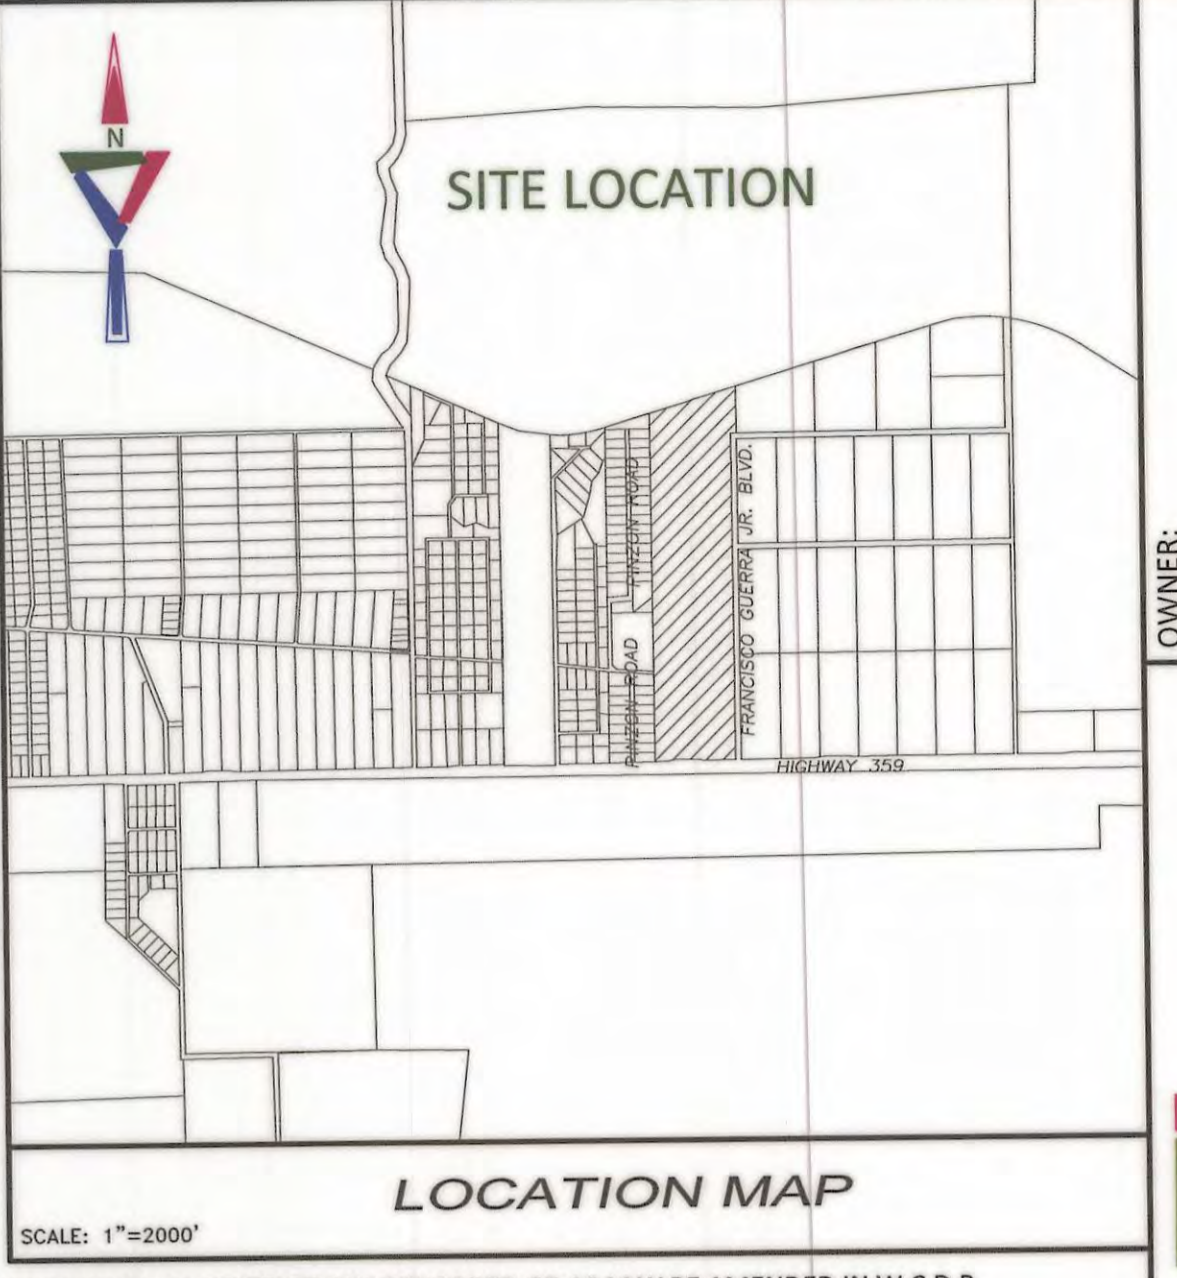 N
SITE LOCATION
PINZON ROAD
PINZON ROAD
FRANCISCO GUERRA JR. BLVD.
HIGHWAY 359
OWNER:
LOCATION MAP
SCALE: 1"=2000'